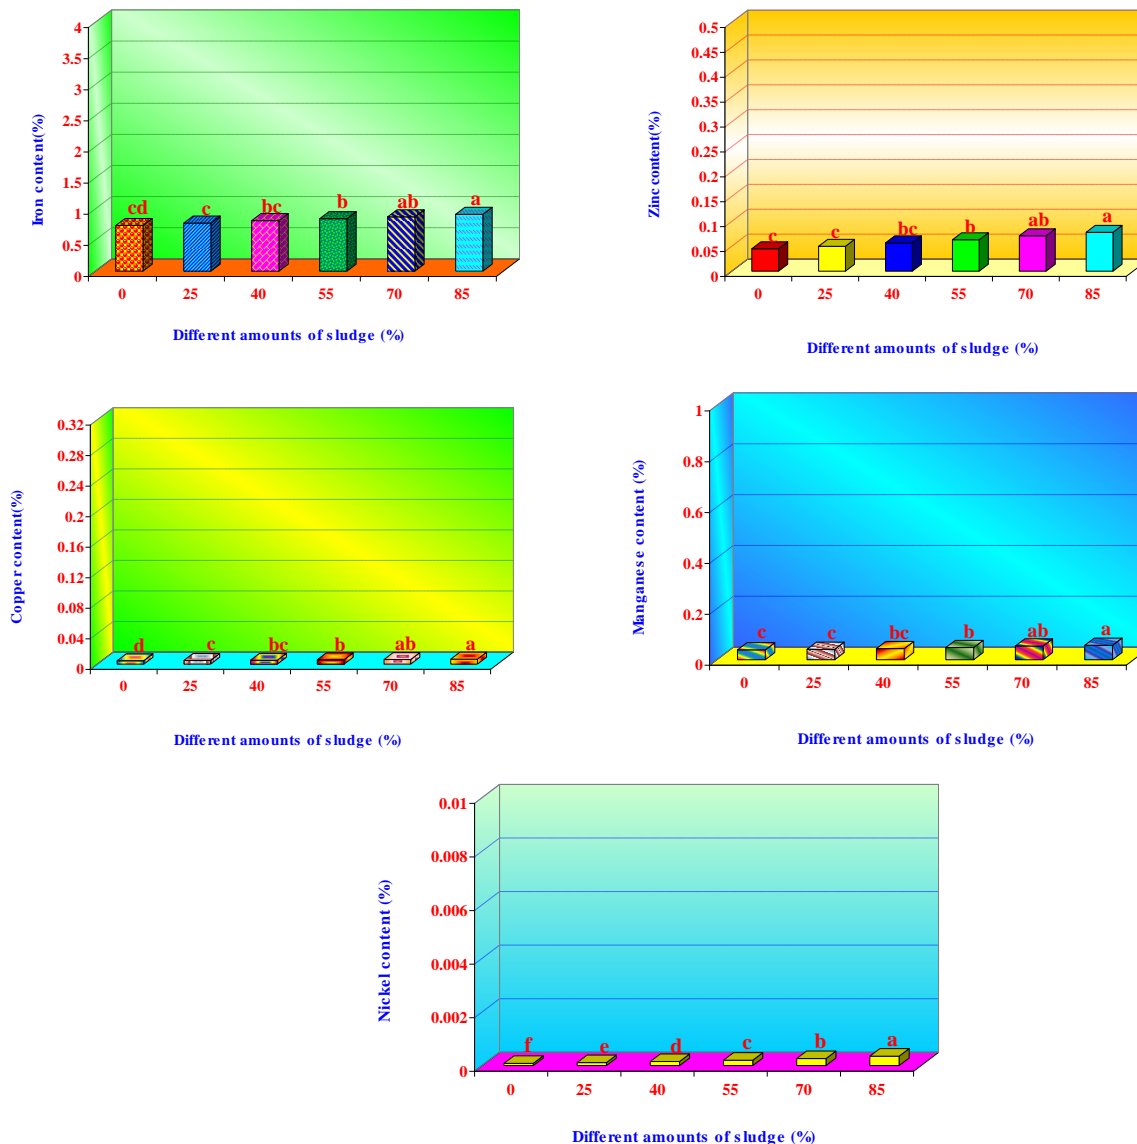 4
3.5
3
2.5
2
1.5
1
0.5
0
Iron content(%)
cd c bc b ab a
0 25 40 55 70 85
Different amounts of sludge (%)
0.5
0.45
0.4
0.35
0.3
0.25
0.2
0.15
0.1
0.05
0
Zinc content(%)
c c bc b ab a
0 25 40 55 70 85
Different amounts of sludge (%)
0.32
0.28
0.24
0.2
0.16
0.12
0.08
0.04
0
Copper content(%)
d c bc b ab a
0 25 40 55 70 85
Different amounts of sludge (%)
1
0.8
0.6
0.4
0.2
0
Manganese content (%)
c c bc b ab a
0 25 40 55 70 85
Different amounts of sludge (%)
0.01
0.008
0.006
0.004
0.002
0
Nickel content (%)
f e d c b a
0 25 40 55 70 85
Different amounts of sludge (%)